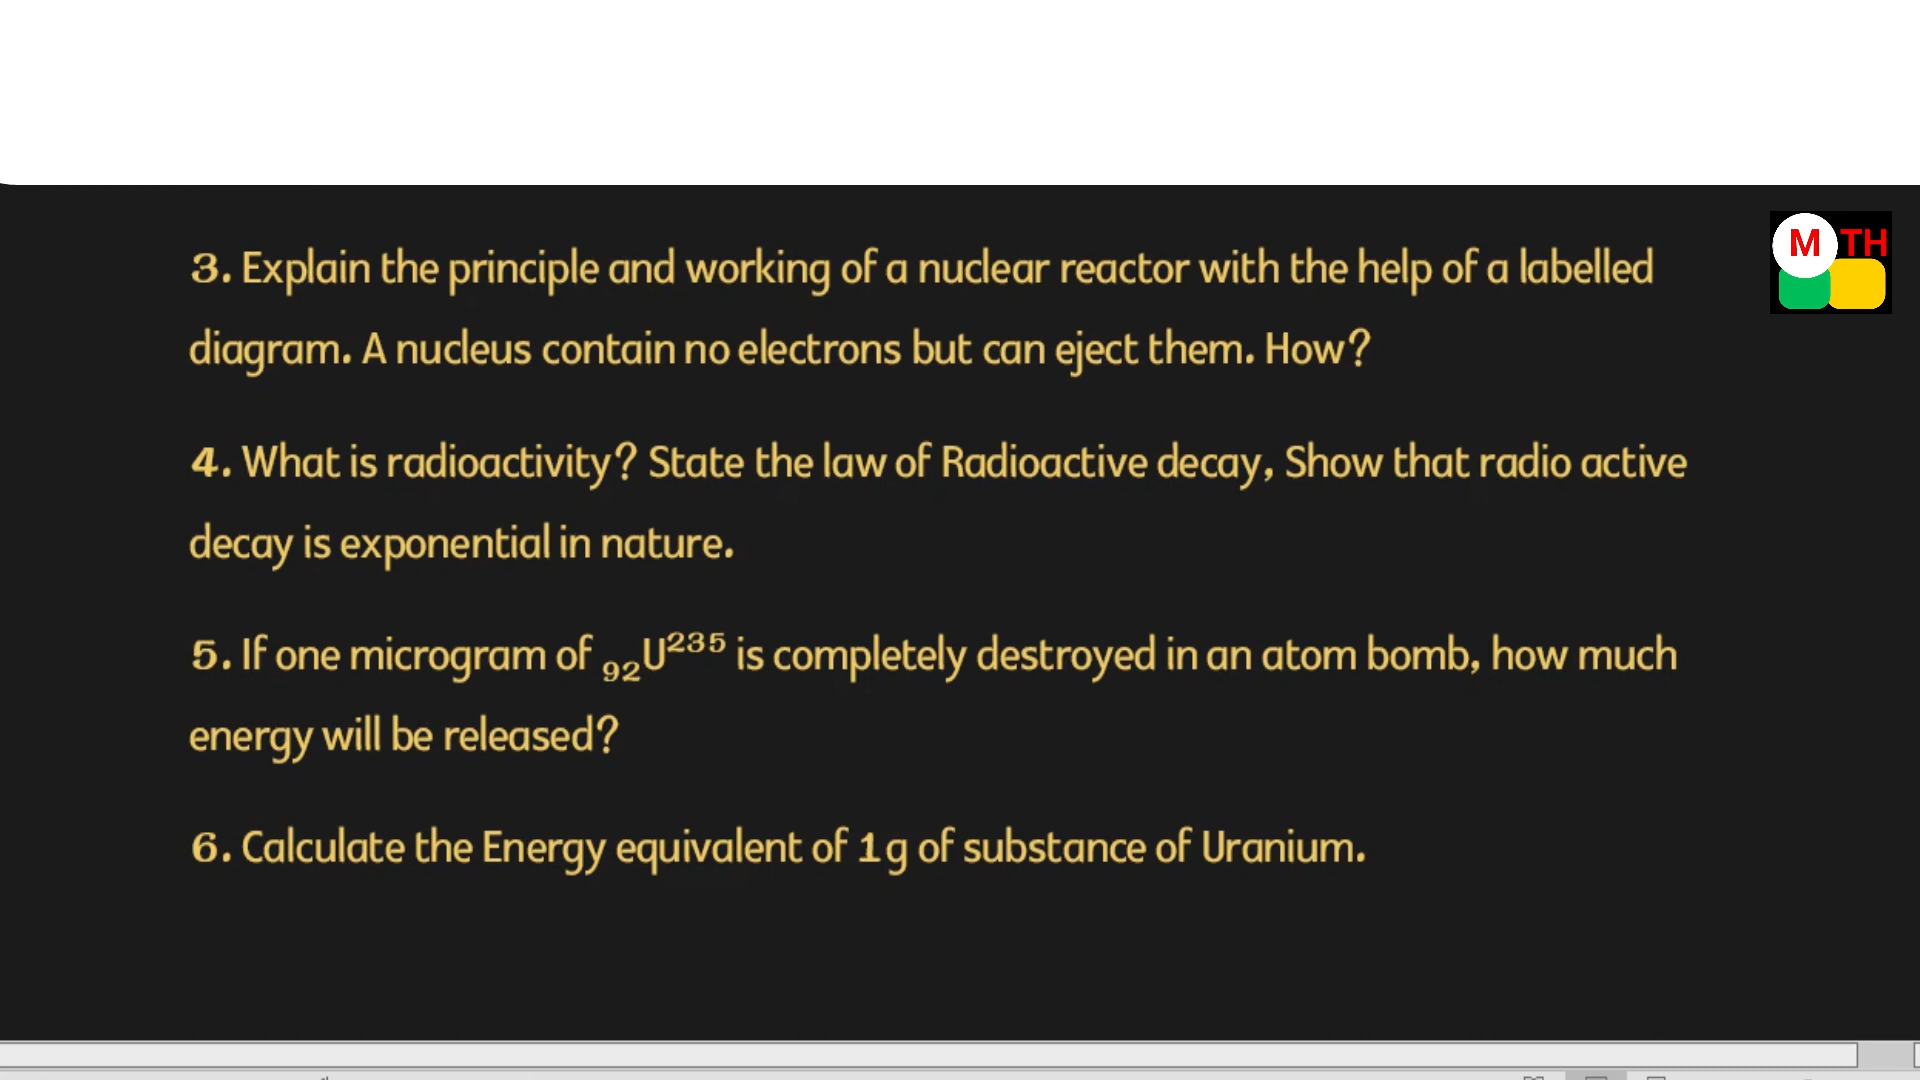 M TH
3. Explain the principle and working of a nuclear reactor with the help of a labelled
diagram. A nucleus contain no electrons but can eject them. How?
4. What is radioactivity? State the law of Radioactive decay, Show that radio active
decay is exponential in nature.
5. If one microgram of ₉₂U²³⁵ is completely destroyed in an atom bomb, how much
energy will be released?
6. Calculate the Energy equivalent of 1g of substance of Uranium.